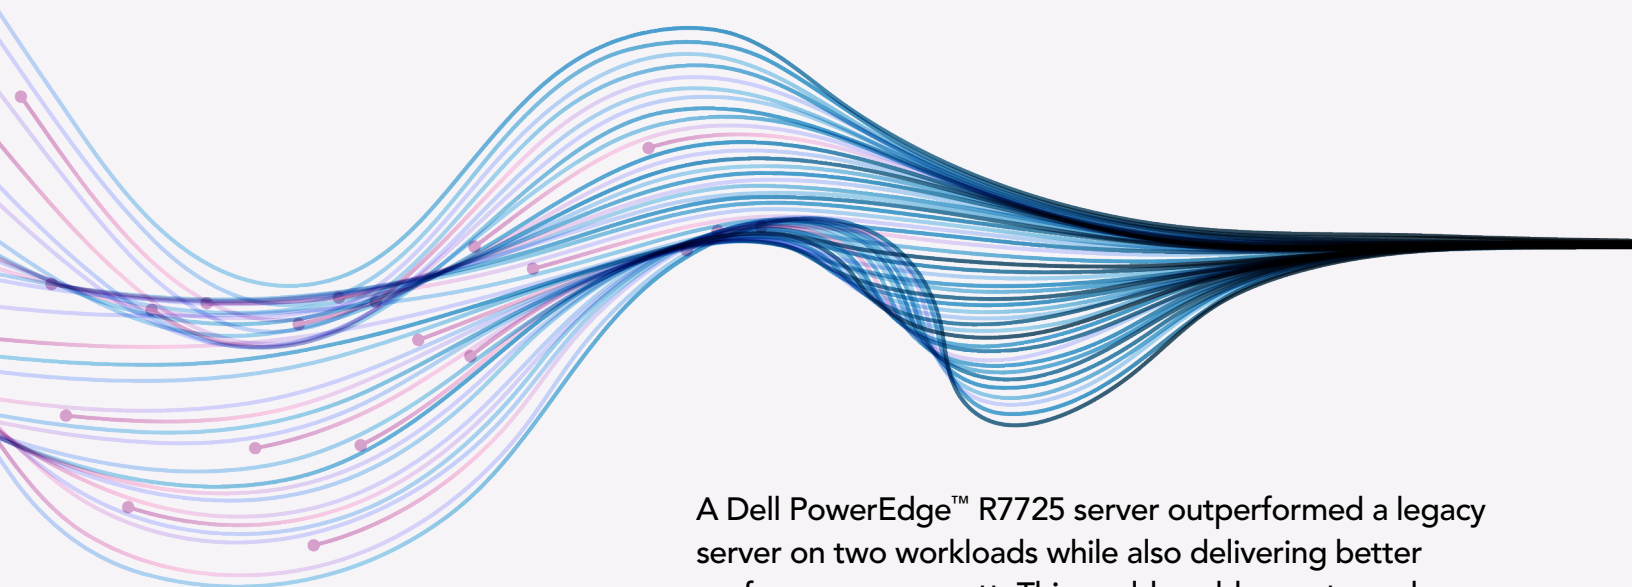 A Dell PowerEdge™ R7725 server outperformed a legacy
server on two workloads while also delivering better